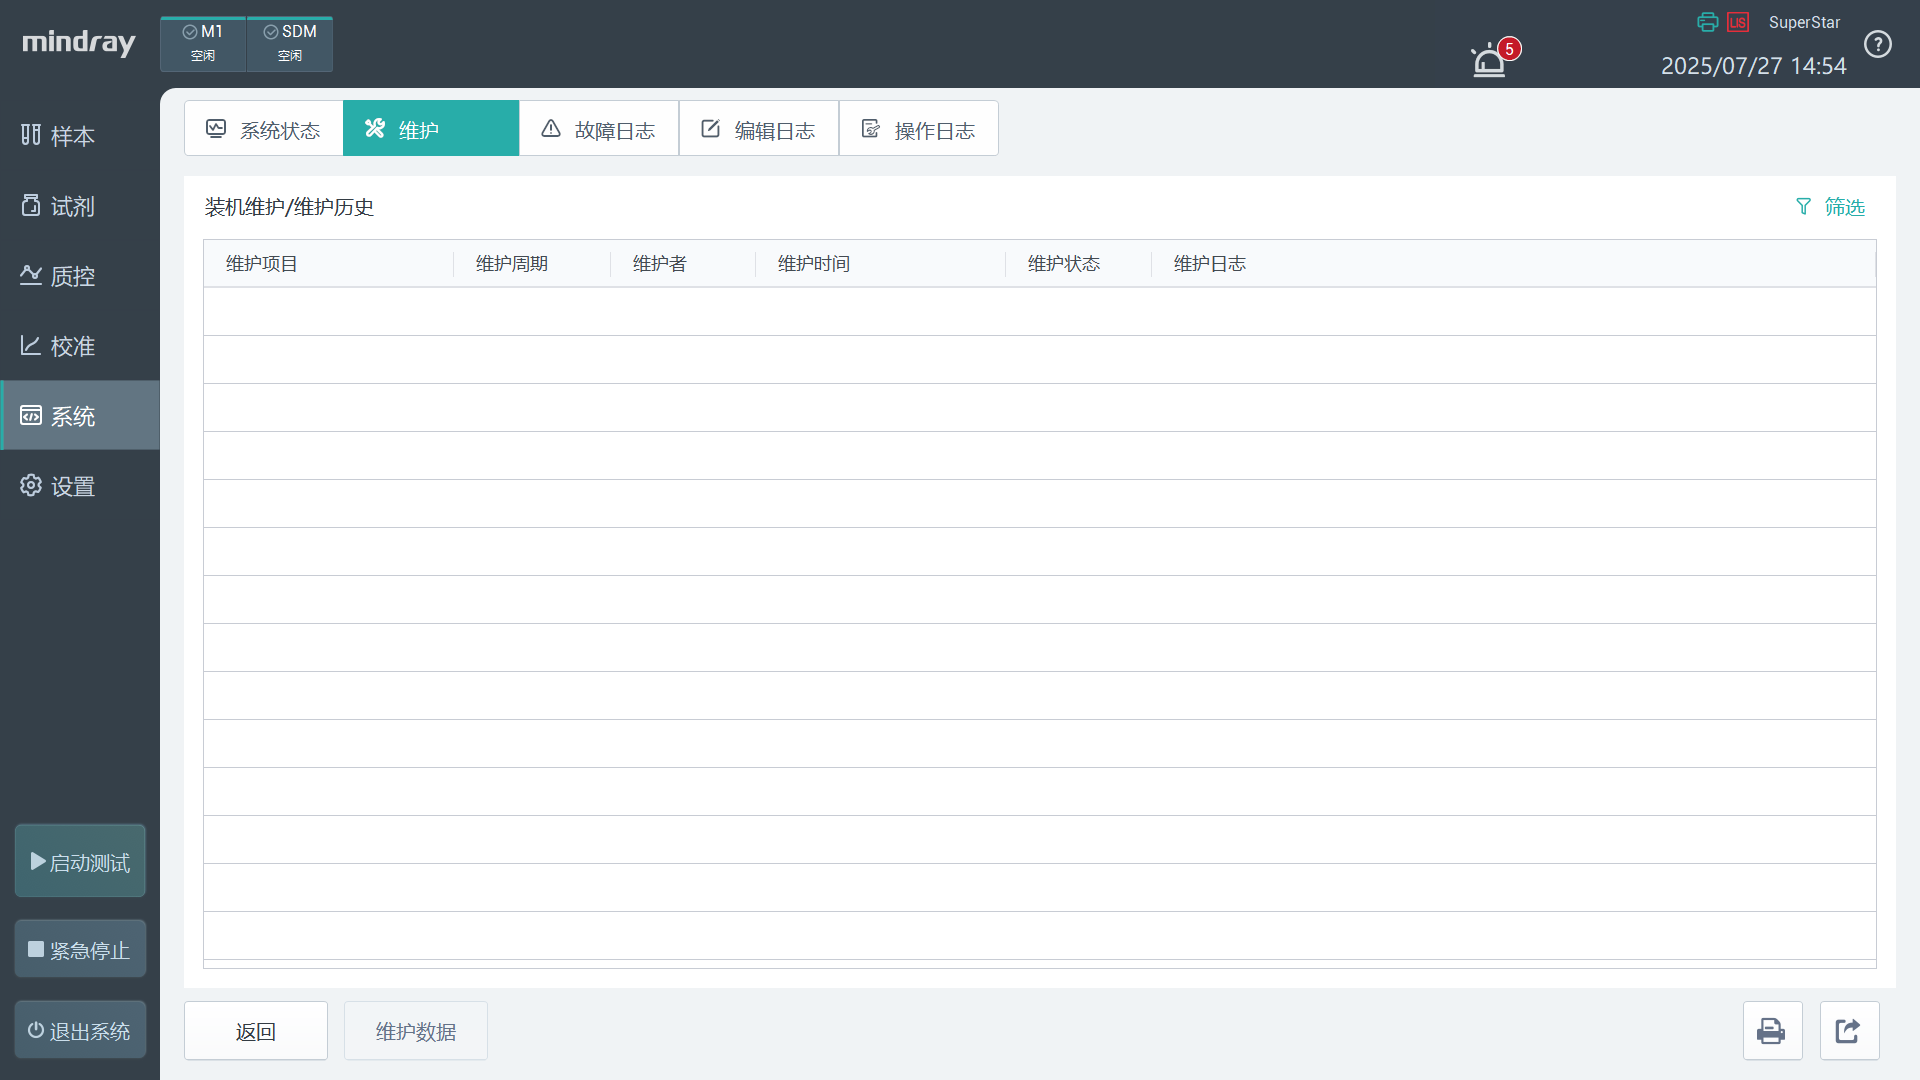 mindray
M1
空闲
SDM
空闲
5
LIS
SuperStar
2025/07/27 14:54
?
样本
试剂
质控
校准
系统
设置
启动测试
紧急停止
退出系统
系统状态
维护
故障日志
编辑日志
操作日志
装机维护/维护历史
筛选
维护项目
维护周期
维护者
维护时间
维护状态
维护日志
返回
维护数据